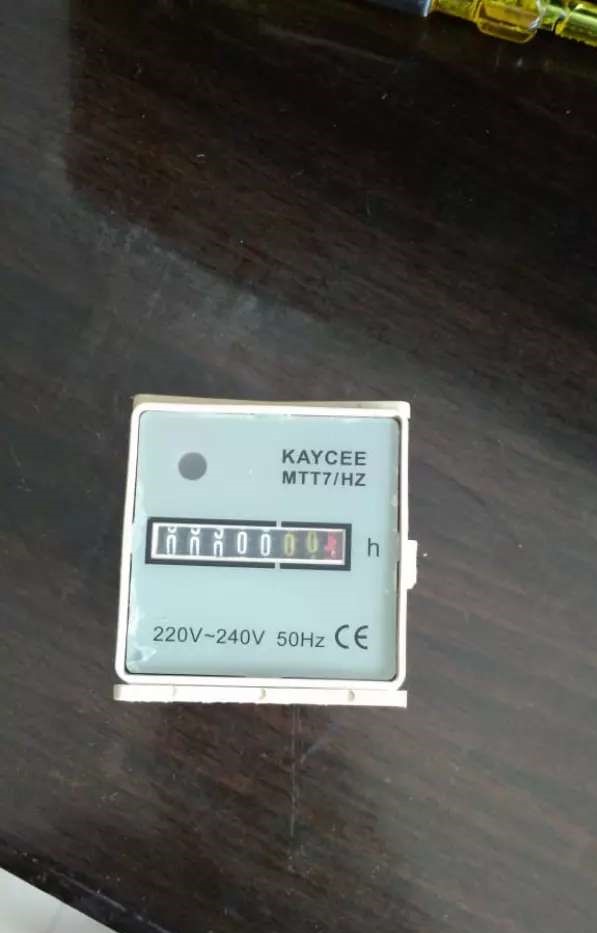 KAYCEE
MTT7/HZ
h
220V~240V 50Hz CE